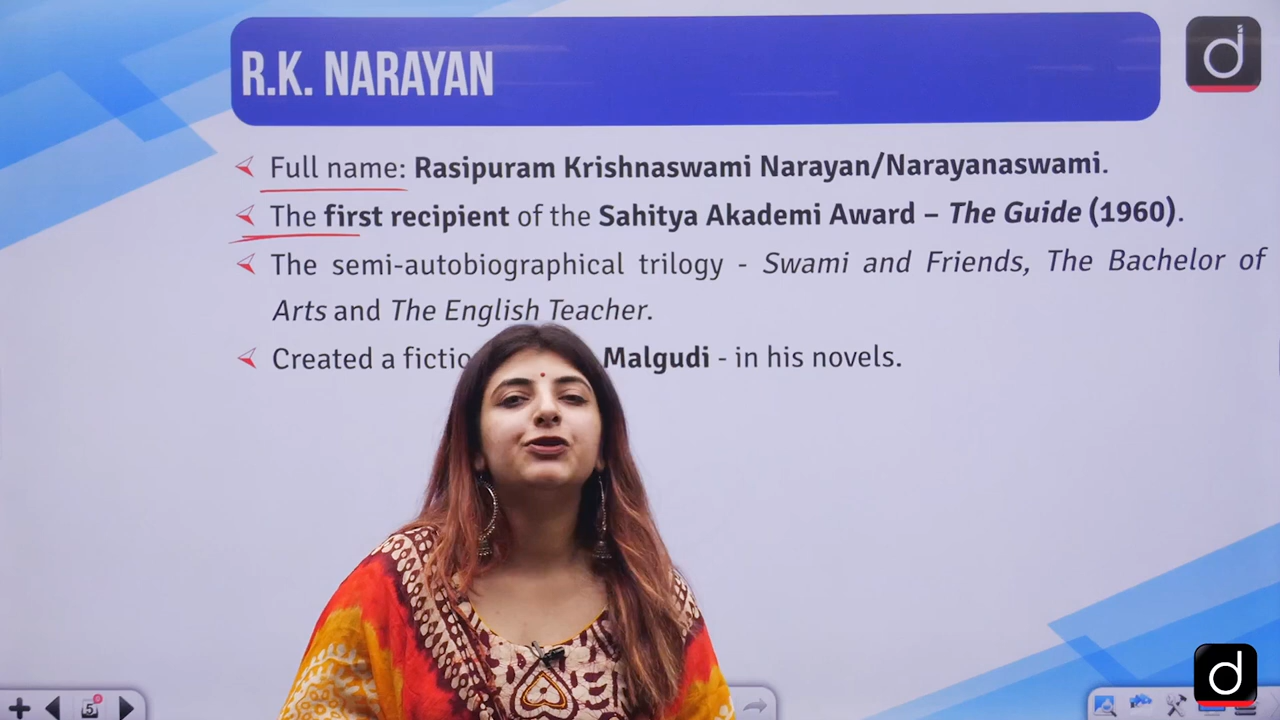 R.K. NARAYAN
Full name: Rasipuram Krishnaswami Narayan/Narayanaswami.
The first recipient of the Sahitya Akademi Award – The Guide (1960).
The semi-autobiographical trilogy - Swami and Friends, The Bachelor of
Arts and The English Teacher.
Created a Malgudi - in his novels.
d
5
d